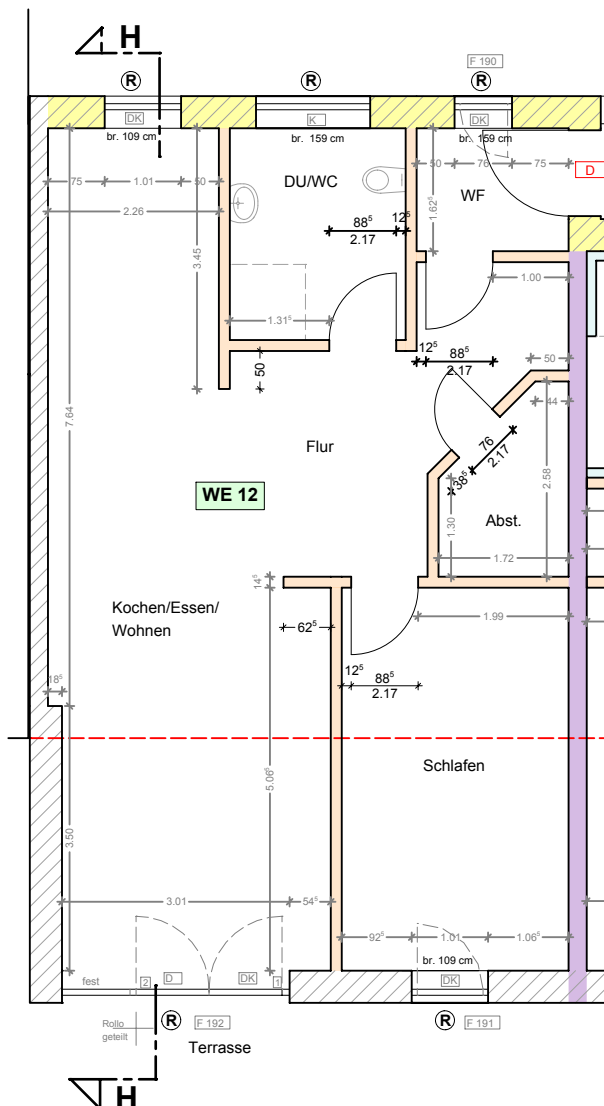 H
R
R
R
F 190
DK
K
DK
br. 109 cm
br. 159 cm
br. 159 cm
75
1.01
50
50
76
75
D
DU/WC
WF
2.26
88⁵
2.17
12⁵
1.62⁵
3.45
1.00
1.31⁵
12⁵
88⁵
2.17
50
50
44
7.64
Flur
76
2.17
38⁵
2.58
WE 12
1.30
Abst.
1.72
14⁵
Kochen/Essen/
Wohnen
62⁵
1.99
12⁵
88⁵
2.17
18⁵
Schlafen
5.06⁵
3.50
3.01
54⁵
92⁵
1.01
1.06⁵
br. 109 cm
fest
2
D
DK
1
DK
Rollo
geteilt
R
F 192
R
F 191
Terrasse
H